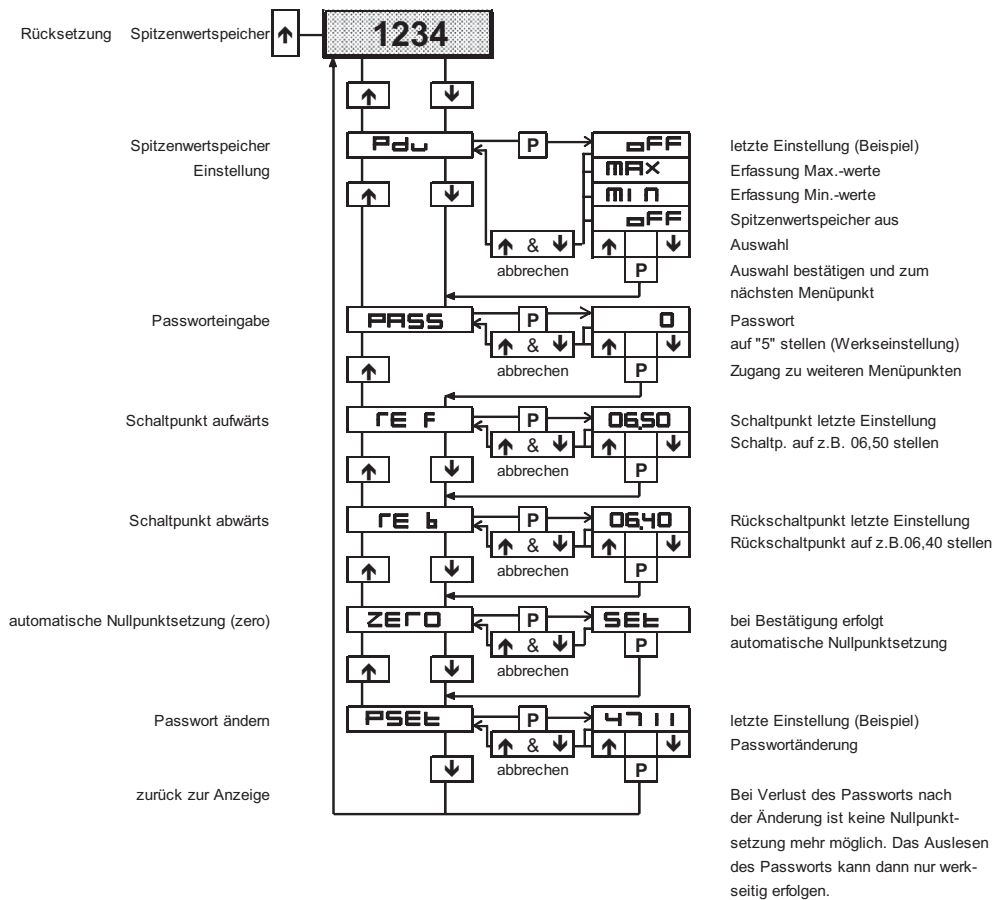 Rücksetzung Spitzenwertspeicher ↑ 1234
↑ ↓
Spitzenwertspeicher Pdv P oFF letzte Einstellung (Beispiel)
Einstellung MAX Erfassung Max.-werte
↑ ↓ MIN Erfassung Min.-werte
oFF Spitzenwertspeicher aus
↑ & ↓ ↑ ↓ Auswahl
abbrechen P Auswahl bestätigen und zum
nächsten Menüpunkt
Passworteingabe PASS P 0 Passwort
↑ & ↓ ↑ ↓ auf "5" stellen (Werkseinstellung)
↑ abbrechen P Zugang zu weiteren Menüpunkten
Schaltpunkt aufwärts rE F P 06,50 Schaltpunkt letzte Einstellung
↑ & ↓ ↑ ↓ Schaltp. auf z.B. 06,50 stellen
↑ ↓ abbrechen P
Schaltpunkt abwärts rE b P 06,40 Rückschaltpunkt letzte Einstellung
↑ & ↓ ↑ ↓ Rückschaltpunkt auf z.B.06,40 stellen
↑ ↓ abbrechen P
automatische Nullpunktsetzung (zero) ZErO P SEt bei Bestätigung erfolgt
↑ & ↓ P automatische Nullpunktsetzung
↑ ↓ abbrechen
Passwort ändern PSEt P 4711 letzte Einstellung (Beispiel)
↑ & ↓ ↑ ↓ Passwortänderung
↓ abbrechen P
zurück zur Anzeige Bei Verlust des Passworts nach
der Änderung ist keine Nullpunkt-
setzung mehr möglich. Das Auslesen
des Passworts kann dann nur werk-
seitig erfolgen.